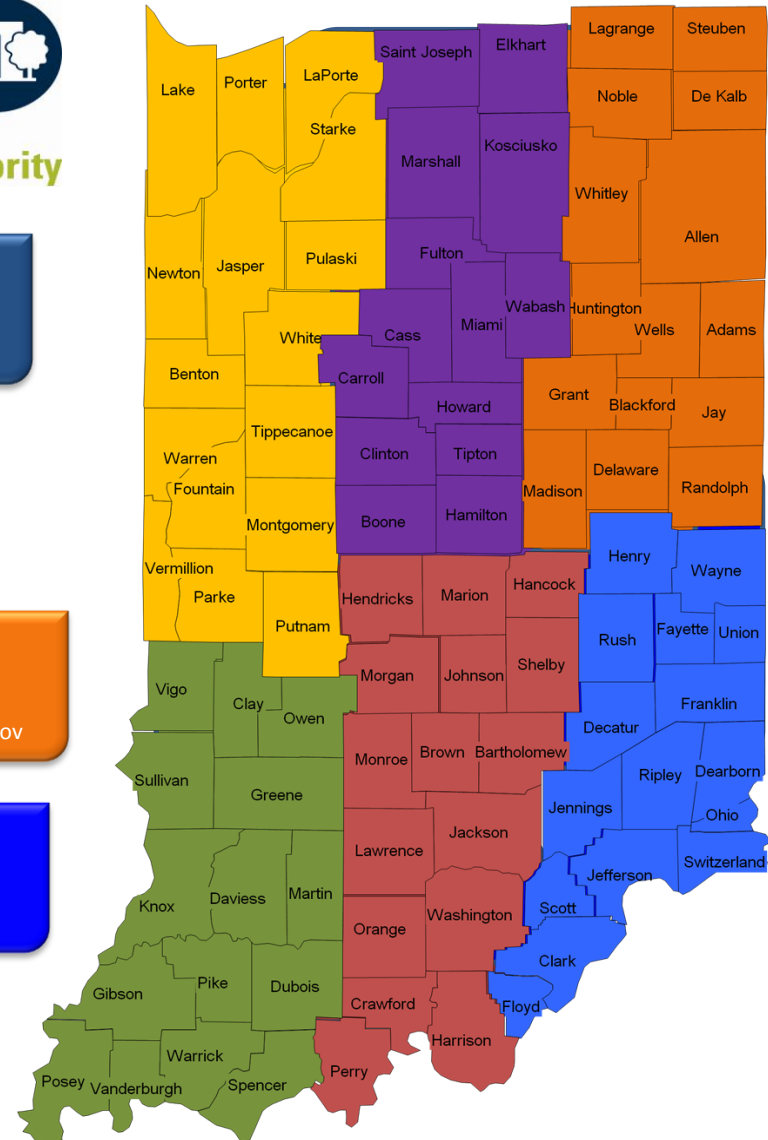 Lagrange
Steuben
Saint Joseph
Elkhart
LaPorte
Porter
Lake
Noble
De Kalb
Starke
Kosciusko
Marshall
ority
Whitley
Allen
Fulton
Pulaski
Jasper
Newton
Wabash
Huntington
Miami
Wells
Adams
White
Cass
Benton
Carroll
Grant
Blackford
Howard
Jay
Tippecanoe
Clinton
Tipton
Warren
Delaware
Fountain
Madison
Randolph
Hamilton
Boone
Montgomery
Henry
Vermillion
Wayne
Hancock
Parke
Hendricks
Marion
Putnam
Fayette
Union
Rush
Shelby
Morgan
Johnson
Vigo
Clay
Franklin
Owen
Decatur
ov
Brown
Bartholomew
Monroe
Dearborn
Ripley
Sullivan
Greene
Jennings
Ohio
Jackson
Lawrence
Switzerland
Jefferson
Martin
Daviess
Knox
Scott
Washington
Orange
Clark
Pike
Dubois
Gibson
Crawford
Floyd
Harrison
Warrick
Perry
Posey
Vanderburgh
Spencer